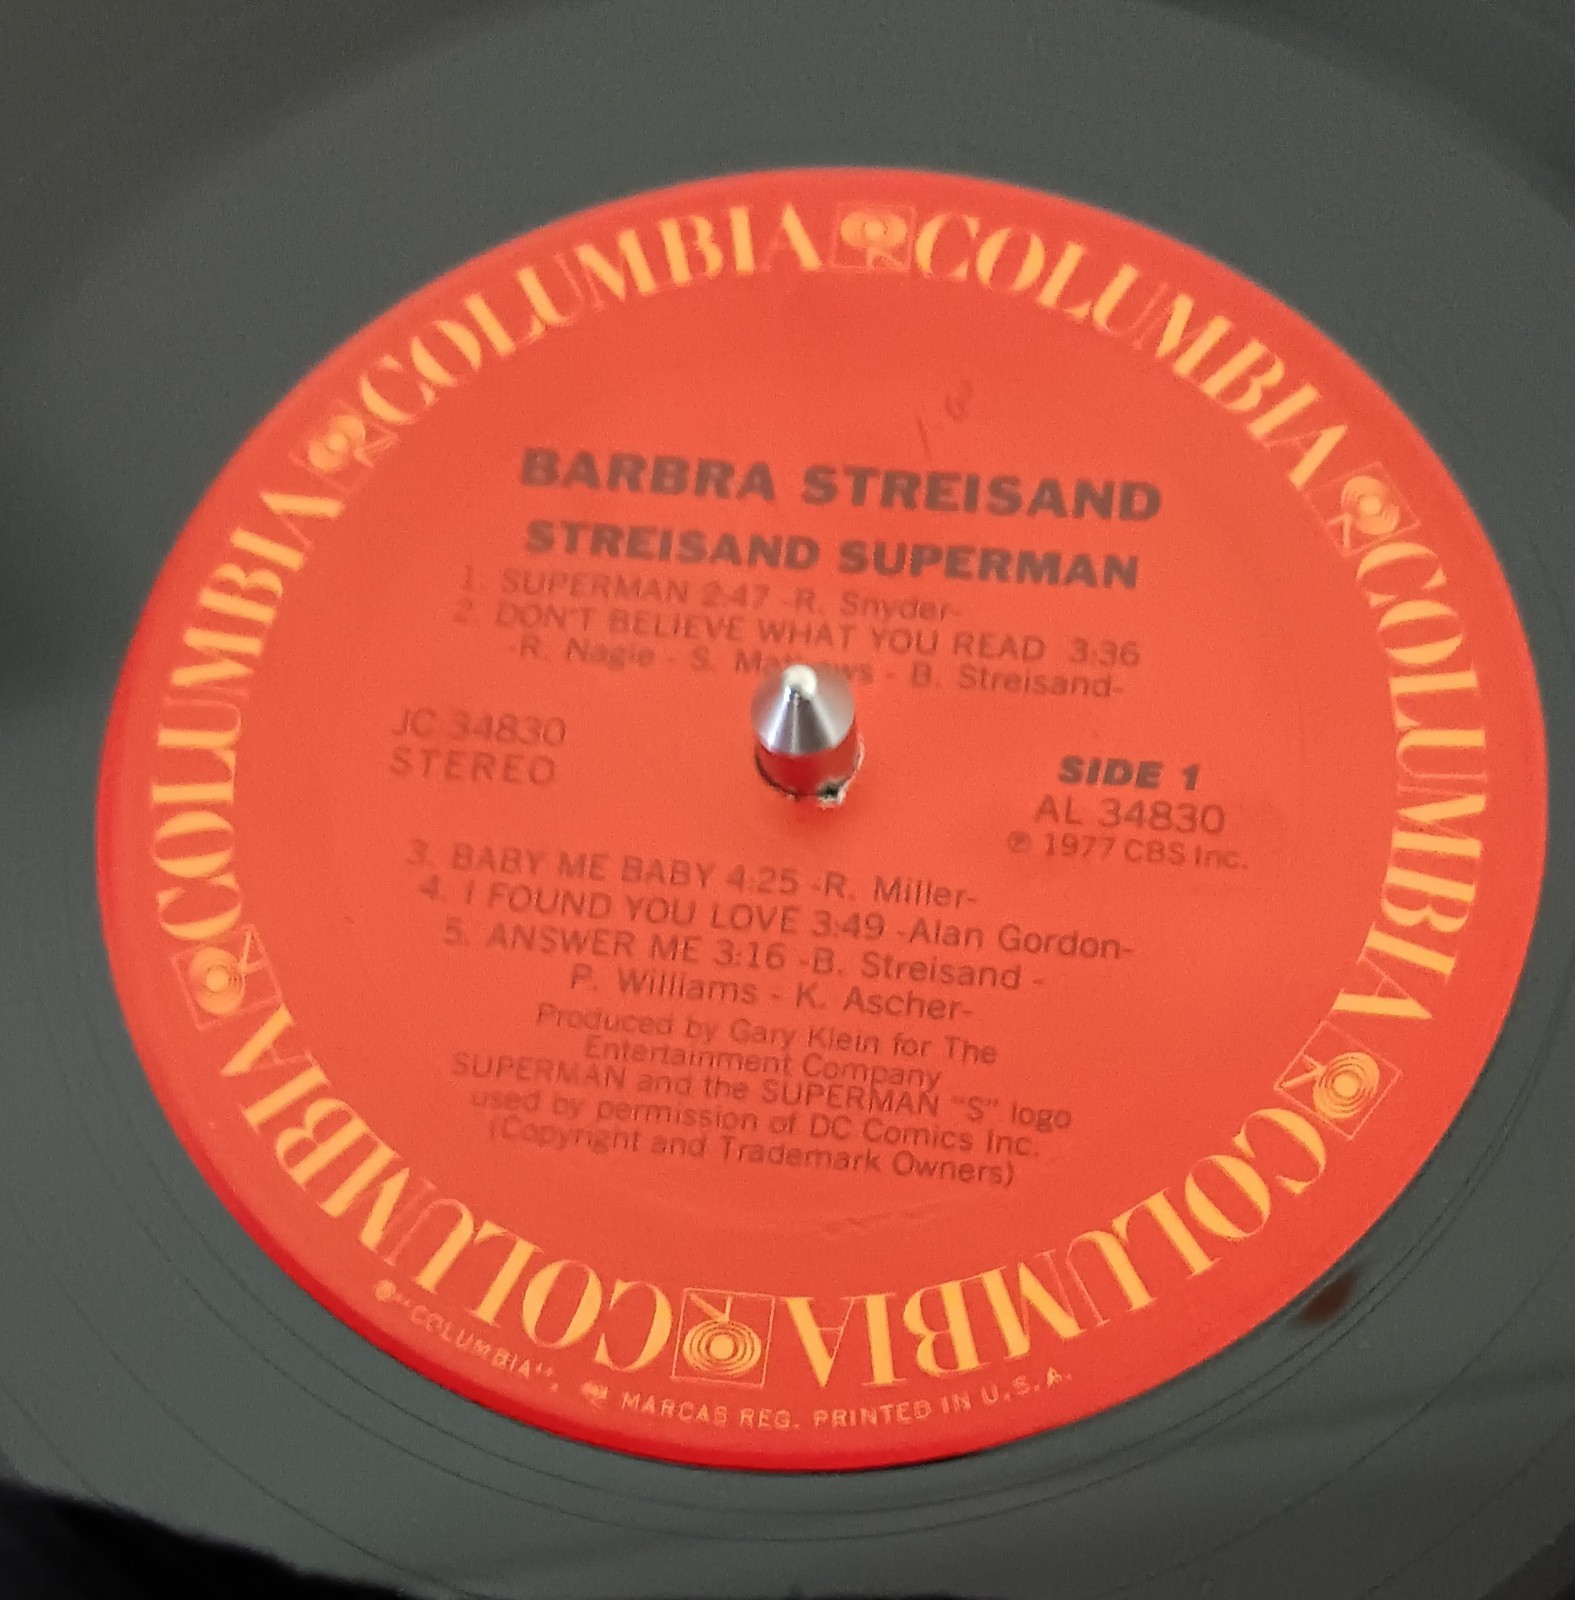 COLUMBIA COLUMBIA COLUMBIA COLUMBIA COLUMBIA COLUMBIA
BARBRA STREISAND
STREISAND SUPERMAN
1. SUPERMAN 2:47 -R. Snyder-
2. DON'T BELIEVE WHAT YOU READ 3:36
-R. Nagle - S. - B. Streisand-
JC 34830
STEREO
SIDE 1
AL 34830
℗ 1977 CBS Inc.
3. BABY ME BABY 4:25 -R. Miller-
4. I FOUND YOU LOVE 3:49 -Alan Gordon-
5. ANSWER ME 3:16 -B. Streisand -
P. Williams - K. Ascher-
Produced by Gary Klein for The
Entertainment Company
SUPERMAN and the SUPERMAN “S” logo
used by permission of DC Comics Inc.
(Copyright and Trademark Owners)
"COLUMBIA", MARCAS REG. PRINTED IN U.S.A.